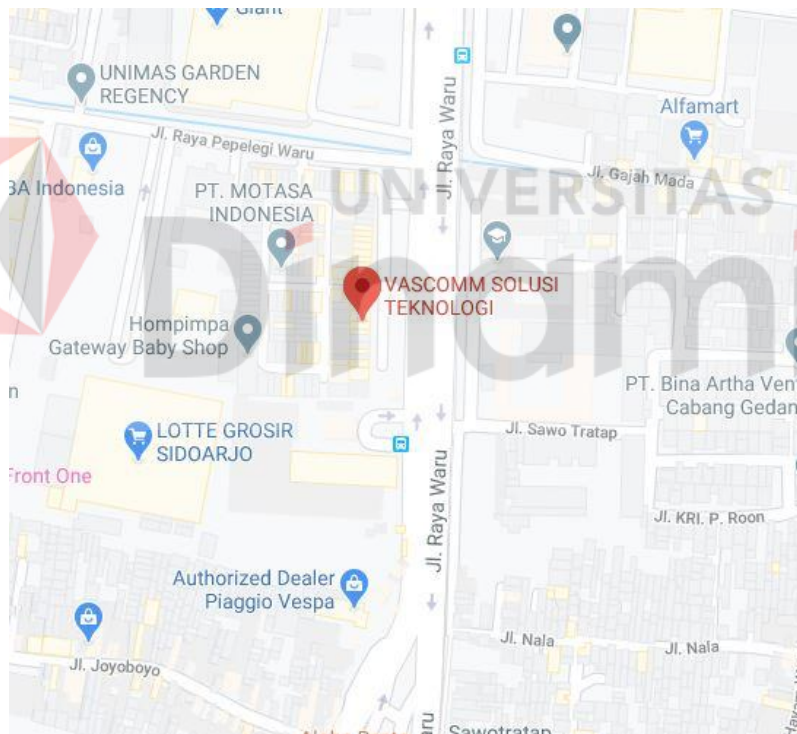 Giant
UNIMAS GARDEN
REGENCY
Jl. Raya Waru
Alfamart
Jl. Raya Pepelegi Waru
Jl. Gajah Mada
BA Indonesia
PT. MOTASA
INDONESIA
UNIVERSITAS
Dinami
VASCOMM SOLUSI
TEKNOLOGI
Hompimpa
Gateway Baby Shop
PT. Bina Artha Ven
Cabang Gedan
n
LOTTE GROSIR
SIDOARJO
Jl. Sawo Tratap
Front One
Jl. Raya Waru
Jl. KRI. P. Roon
Authorized Dealer
Piaggio Vespa
Jl. Nala
Jl. Nala
Jl. Joyoboyo
aru
Sawotratap